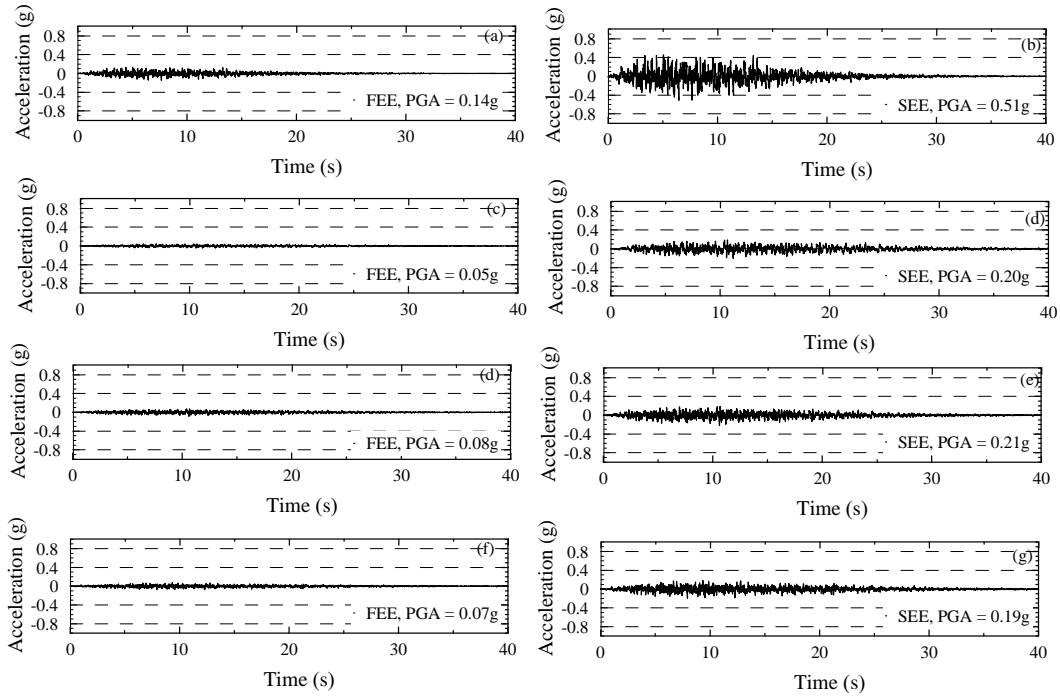 Acceleration (g)
0.8
0.4
0
-0.4
-0.8
(a)
FEE, PGA = 0.14g
0 10 20 30 40
Time (s)
Acceleration (g)
0.8
0.4
0
-0.4
-0.8
(b)
SEE, PGA = 0.51g
0 10 20 30 40
Time (s)
Acceleration (g)
0.8
0.4
0
-0.4
-0.8
(c)
FEE, PGA = 0.05g
0 10 20 30 40
Time (s)
Acceleration (g)
0.8
0.4
0
-0.4
-0.8
(d)
SEE, PGA = 0.20g
0 10 20 30 40
Time (s)
Acceleration (g)
0.8
0.4
0
-0.4
-0.8
(d)
FEE, PGA = 0.08g
0 10 20 30 40
Time (s)
Acceleration (g)
0.8
0.4
0
-0.4
-0.8
(e)
SEE, PGA = 0.21g
0 10 20 30 40
Time (s)
Acceleration (g)
0.8
0.4
0
-0.4
-0.8
(f)
FEE, PGA = 0.07g
0 10 20 30 40
Time (s)
Acceleration (g)
0.8
0.4
0
-0.4
-0.8
(g)
SEE, PGA = 0.19g
0 10 20 30 40
Time (s)